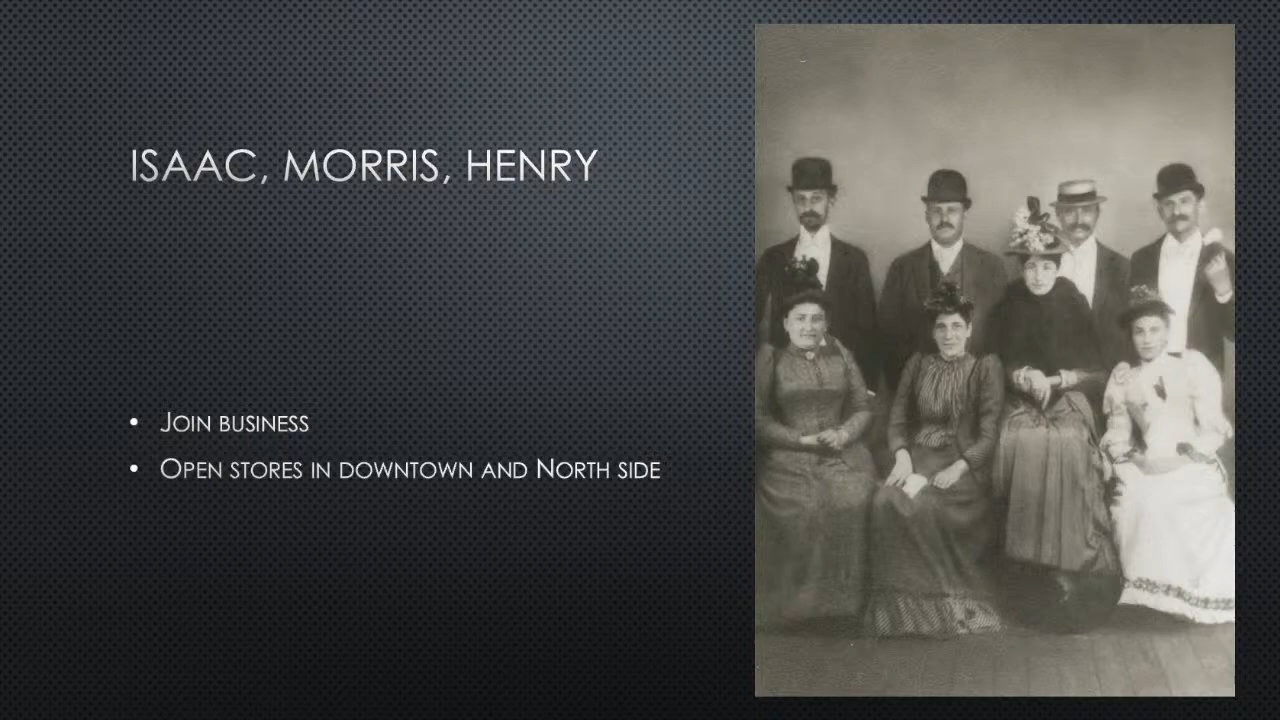 ISAAC, MORRIS, HENRY
• JOIN BUSINESS
• OPEN STORES IN DOWNTOWN AND NORTH SIDE